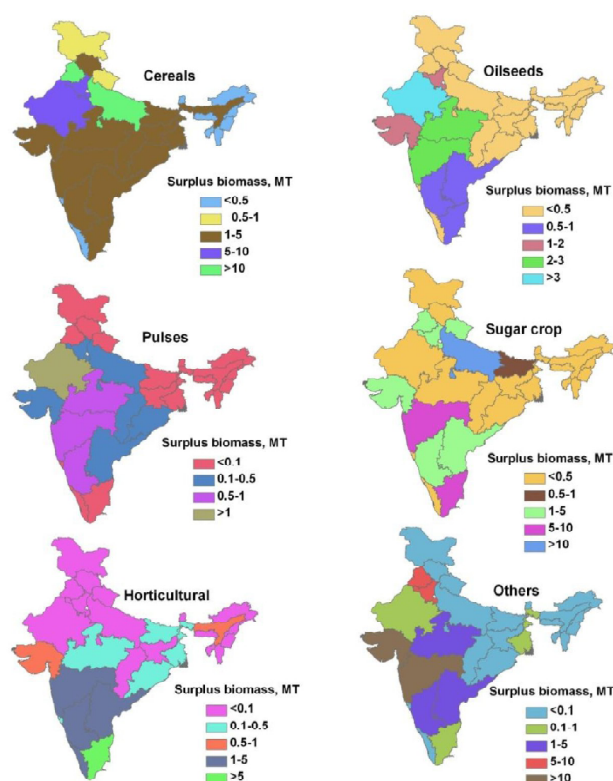 Cereals
Surplus biomass, MT
<0.5
0.5-1
1-5
5-10
>10
Oilseeds
Surplus biomass, MT
<0.5
0.5-1
1-2
2-3
>3
Pulses
Surplus biomass, MT
<0.1
0.1-0.5
0.5-1
>1
Sugar crop
Surplus biomass, MT
<0.5
0.5-1
1-5
5-10
>10
Horticultural
Surplus biomass, MT
<0.1
0.1-0.5
0.5-1
1-5
>5
Others
Surplus biomass, MT
<0.1
0.1-1
1-5
5-10
>10